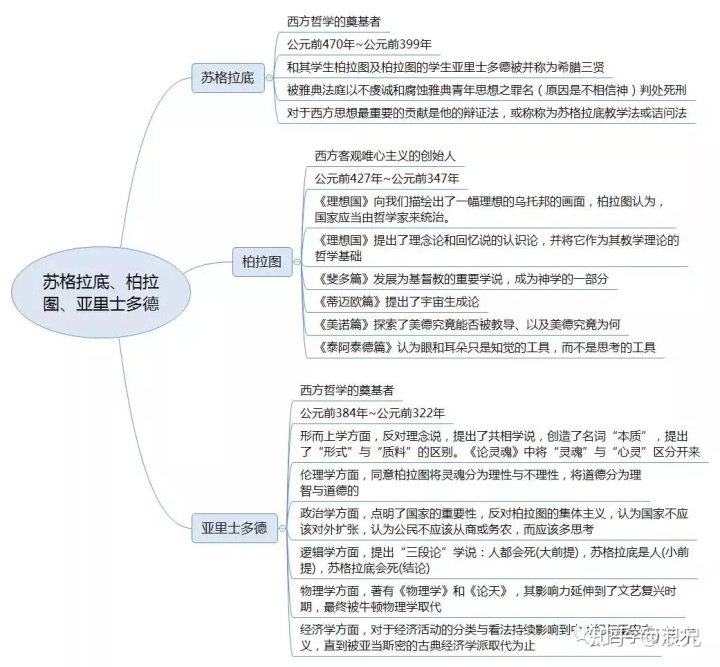 西方哲学的奠基者
公元前470年~公元前399年
苏格拉底
和其学生柏拉图及柏拉图的学生亚里士多德被并称为希腊三贤
被雅典法庭以不虔诚和腐蚀雅典青年思想之罪名（原因是不相信神）判处死刑
对于西方思想最重要的贡献是他的辩证法，或称称为苏格拉底教学法或诘问法
西方客观唯心主义的创始人
公元前427年~公元前347年
《理想国》向我们描绘出了一幅理想的乌托邦的画面，柏拉图认为，
国家应当由哲学家来统治。
柏拉图
《理想国》提出了理念论和回忆说的认识论，并将它作为其教学理论的
哲学基础
《斐多篇》发展为基督教的重要学说，成为神学的一部分
《蒂迈欧篇》提出了宇宙生成论
《美诺篇》探索了美德究竟能否被教导、以及美德究竟为何
《泰阿泰德篇》认为眼和耳朵只是知觉的工具，而不是思考的工具
苏格拉底、柏拉
图、亚里士多德
西方哲学的奠基者
公元前384年~公元前322年
形而上学方面，反对理念说，提出了共相学说，创造了名词“本质”，提出
了“形式”与“质料”的区别。《论灵魂》中将“灵魂”与“心灵”区分开来
伦理学方面，同意柏拉图将灵魂分为理性与不理性，将道德分为理
智与道德的
亚里士多德
政治学方面，点明了国家的重要性，反对柏拉图的集体主义，认为国家不应
该对外扩张，认为公民不应该从商或务农，而应该多思考
逻辑学方面，提出“三段论”学说：人都会死(大前提)，苏格拉底是人(小前
提)，苏格拉底会死(结论)
物理学方面，著有《物理学》和《论天》，其影响力延伸到了文艺复兴时
期，最终被牛顿物理学取代
经济学方面，对于经济活动的分类与看法持续影响到中
义，直到被亚当斯密的古典经济学派取代为止
知乎 @浪兄